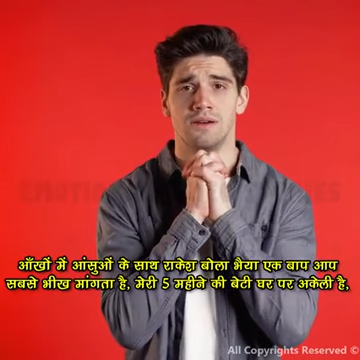 आँखों में आंसुओं के साथ राकेश बोला भैया एक बाप आप
सबसे भीख मांगता है, मेरी 5 महीने की बेटी घर पर अकेली है,
All Copyrights Reserved ©